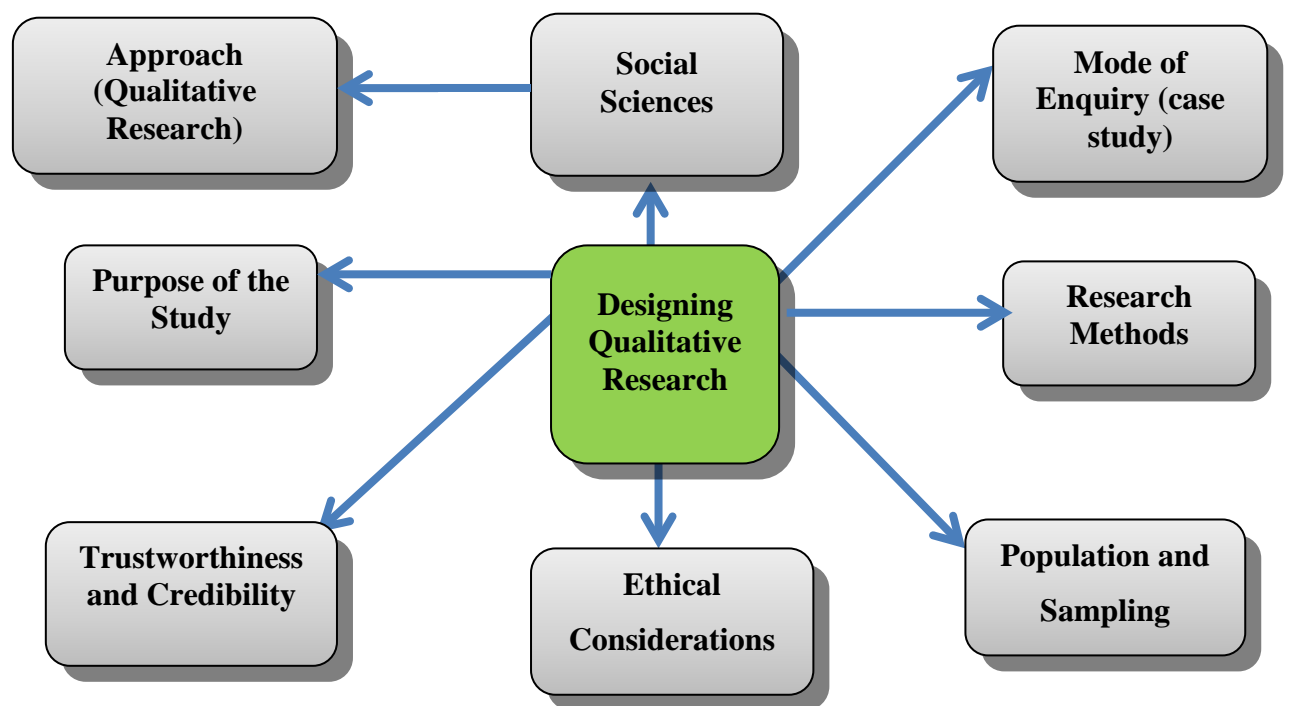 Approach
(Qualitative
Research)
Social
Sciences
Mode of
Enquiry (case
study)
Purpose of the
Study
Designing
Qualitative
Research
Research
Methods
Trustworthiness
and Credibility
Ethical
Considerations
Population and
Sampling